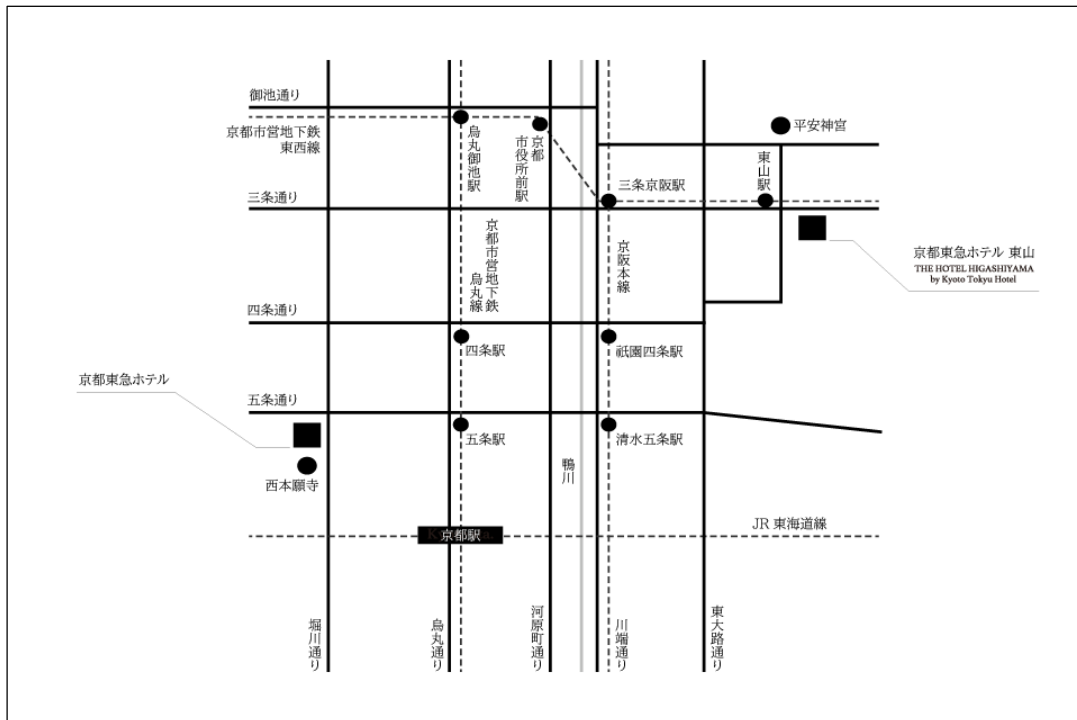 御池通り
京都市営地下鉄
東西線
烏丸御池駅
京都
市役所前駅
平安神宮
東山駅
三条京阪駅
三条通り
京都市営地下鉄
烏丸線
京阪本線
京都東急ホテル 東山
THE HOTEL HIGASHIYAMA
by Kyoto Tokyu Hotel
四条通り
四条駅
祇園四条駅
京都東急ホテル
五条通り
五条駅
清水五条駅
鴨川
西本願寺
京都駅
JR 東海道線
堀川通り
烏丸通り
河原町通り
川端通り
東大路通り